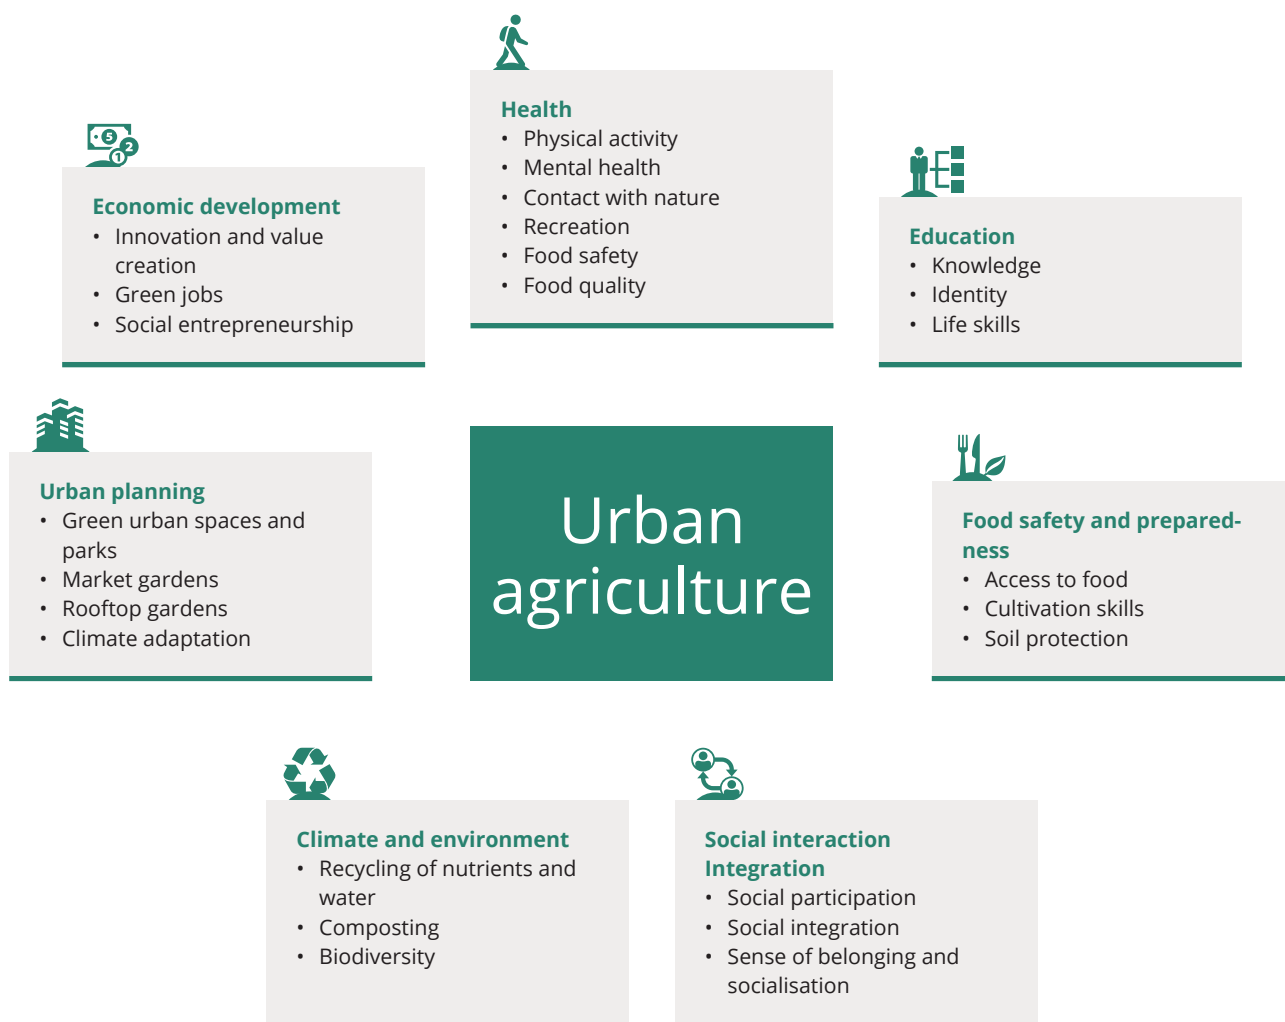 Health
• Physical activity
• Mental health
• Contact with nature
• Recreation
• Food safety
• Food quality
5
2
1
Economic development
• Innovation and value
creation
• Green jobs
• Social entrepreneurship
Education
• Knowledge
• Identity
• Life skills
Urban planning
• Green urban spaces and
parks
• Market gardens
• Rooftop gardens
• Climate adaptation
Urban
agriculture
Food safety and prepared-
ness
• Access to food
• Cultivation skills
• Soil protection
Climate and environment
• Recycling of nutrients and
water
• Composting
• Biodiversity
Social interaction
Integration
• Social participation
• Social integration
• Sense of belonging and
socialisation